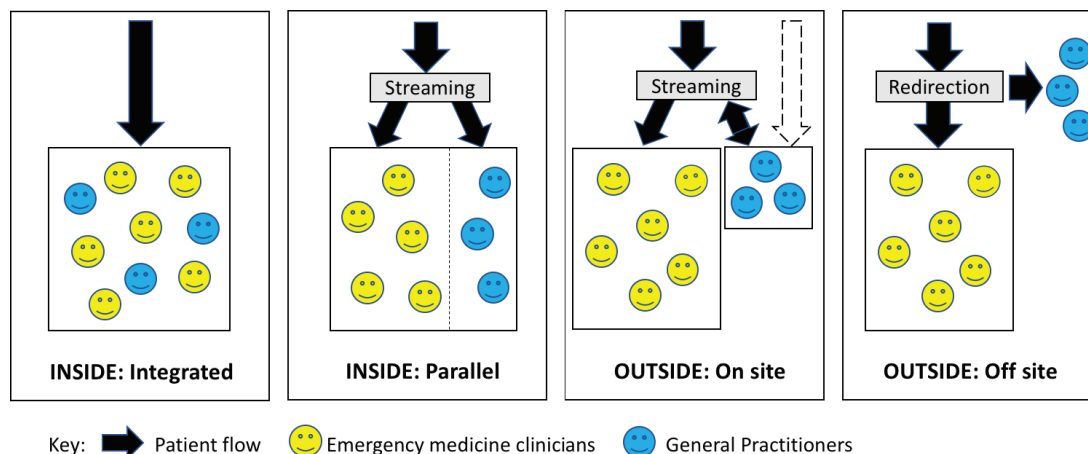 Streaming
Streaming
Redirection
INSIDE: Integrated
INSIDE: Parallel
OUTSIDE: On site
OUTSIDE: Off site
Key: Patient flow Emergency medicine clinicians General Practitioners